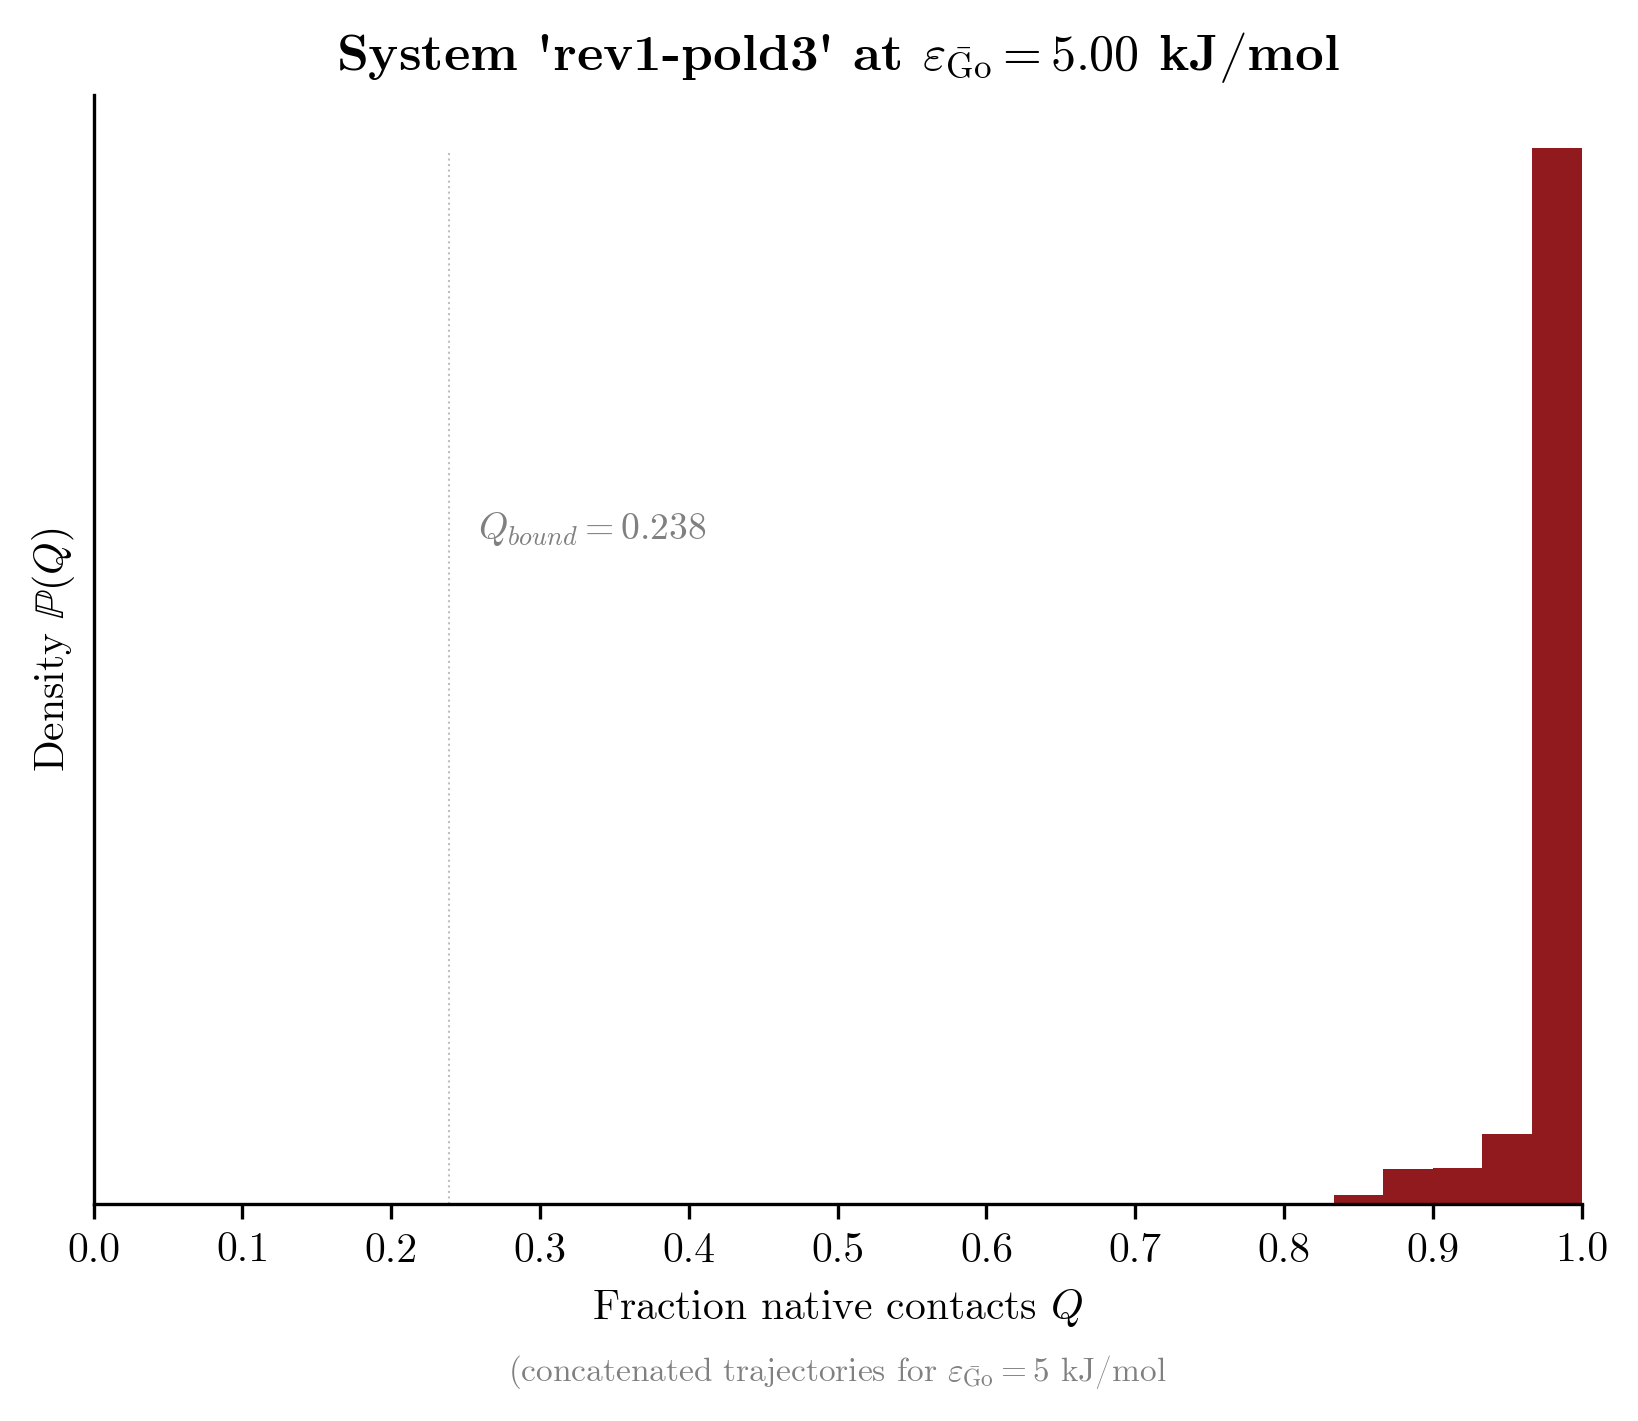 System 'rev1-pold3' at ε_Ḡo = 5.00 kJ/mol
Density ℙ(Q)
Q_bound = 0.238
0.0 0.1 0.2 0.3 0.4 0.5 0.6 0.7 0.8 0.9 1.0
Fraction native contacts Q
(concatenated trajectories for ε_Ḡo = 5 kJ/mol